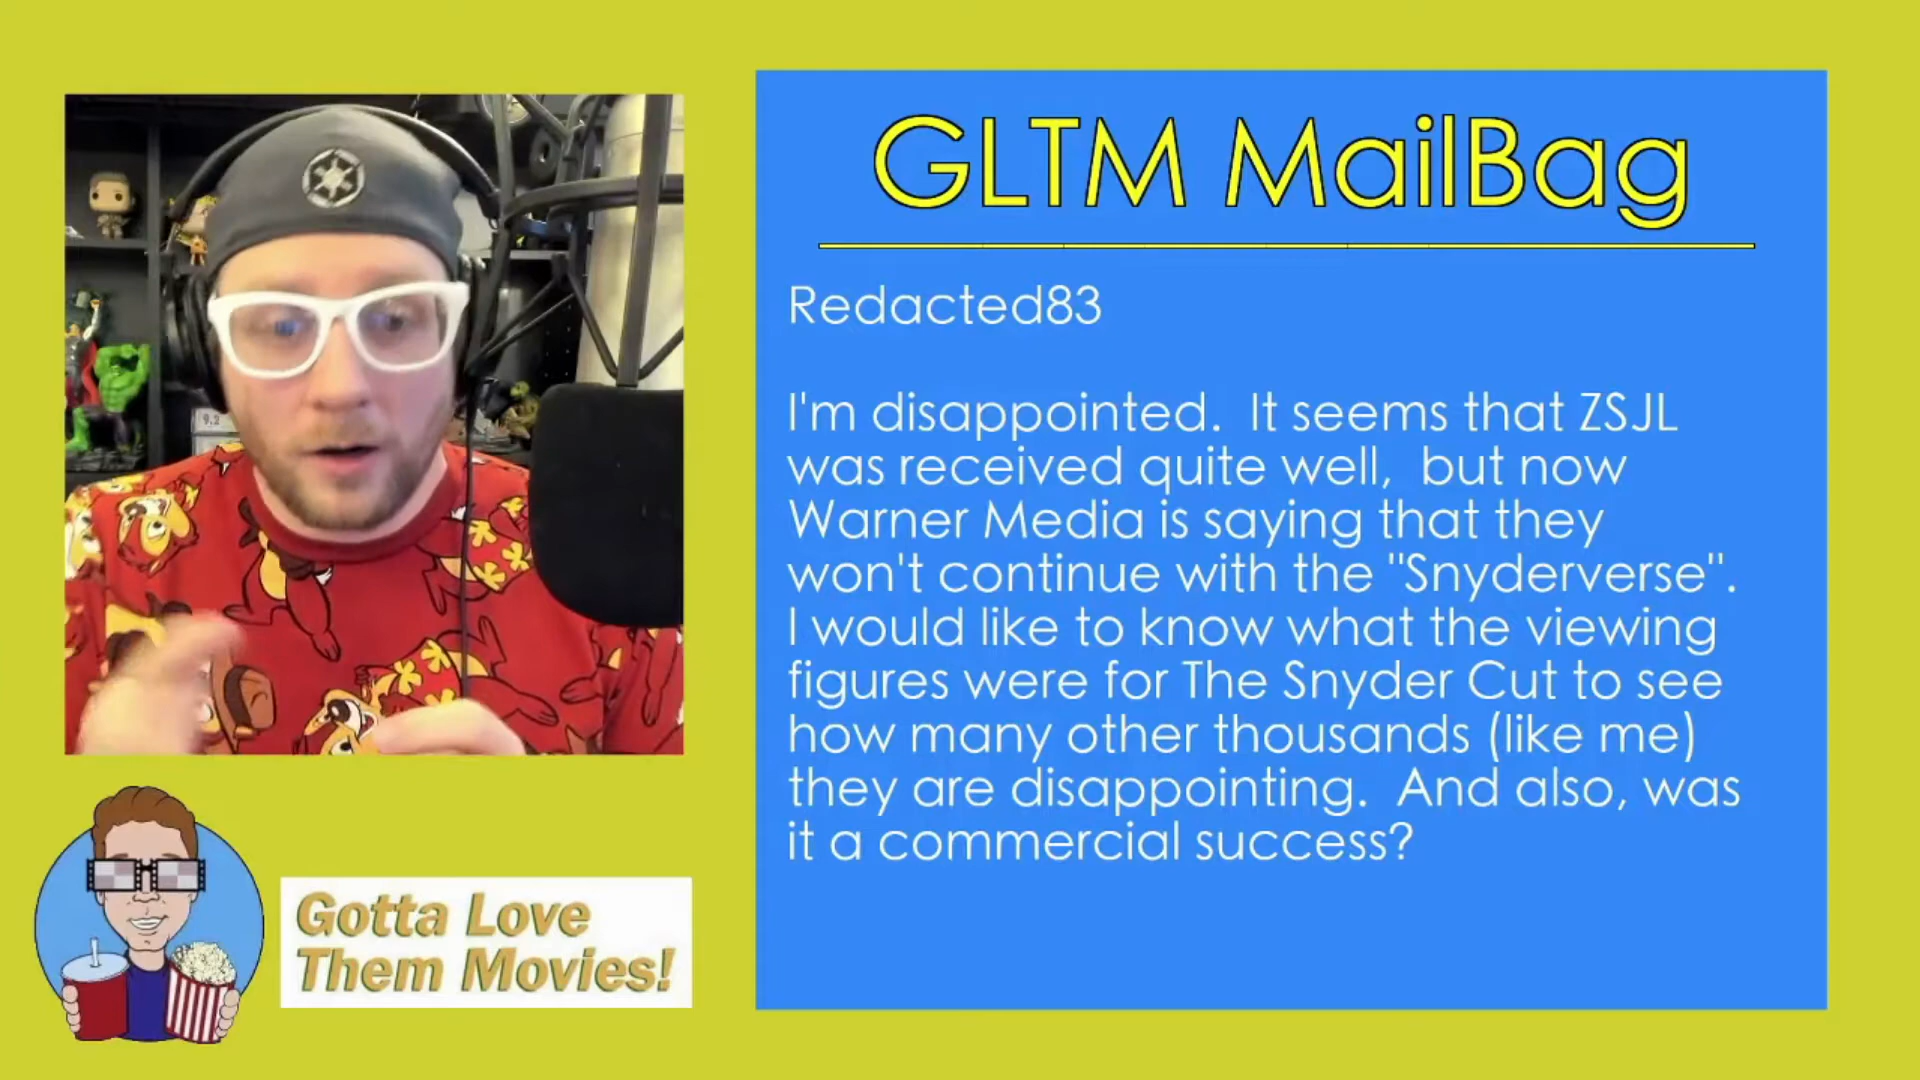 GLTM MailBag
Redacted83
I'm disappointed.  It seems that ZSJL
was received quite well,  but now
Warner Media is saying that they
won't continue with the "Snyderverse".
I would like to know what the viewing
figures were for The Snyder Cut to see
how many other thousands (like me)
they are disappointing.  And also, was
it a commercial success?
9.2
Gotta Love
Them Movies!